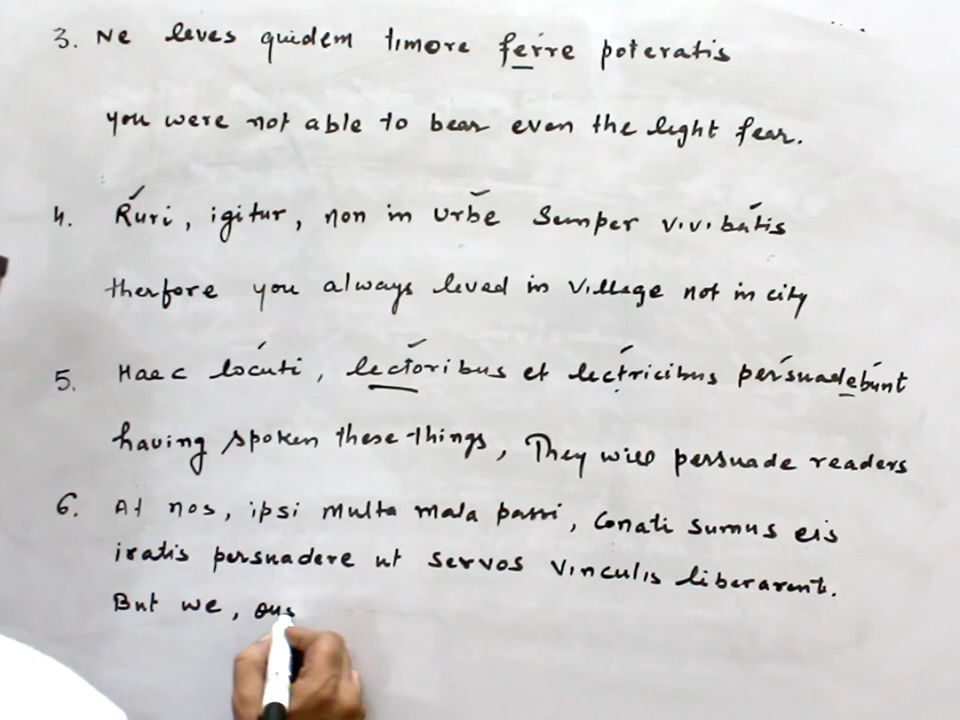 3. Ne leves quidem timore ferre poteratis
you were not able to bear even the light fear.
4. Ruri, igitur, non in Urbe Semper vivibatis
therfore you always leved in village not in city
5. Haec locuti, lectoribus et lectricibus persuadebunt
having spoken these things, They will persuade readers
6. At nos, ipsi multa mala passi, Conati sumus eis
iratis persuadere ut servos vinculis liberarent.
But we, ous